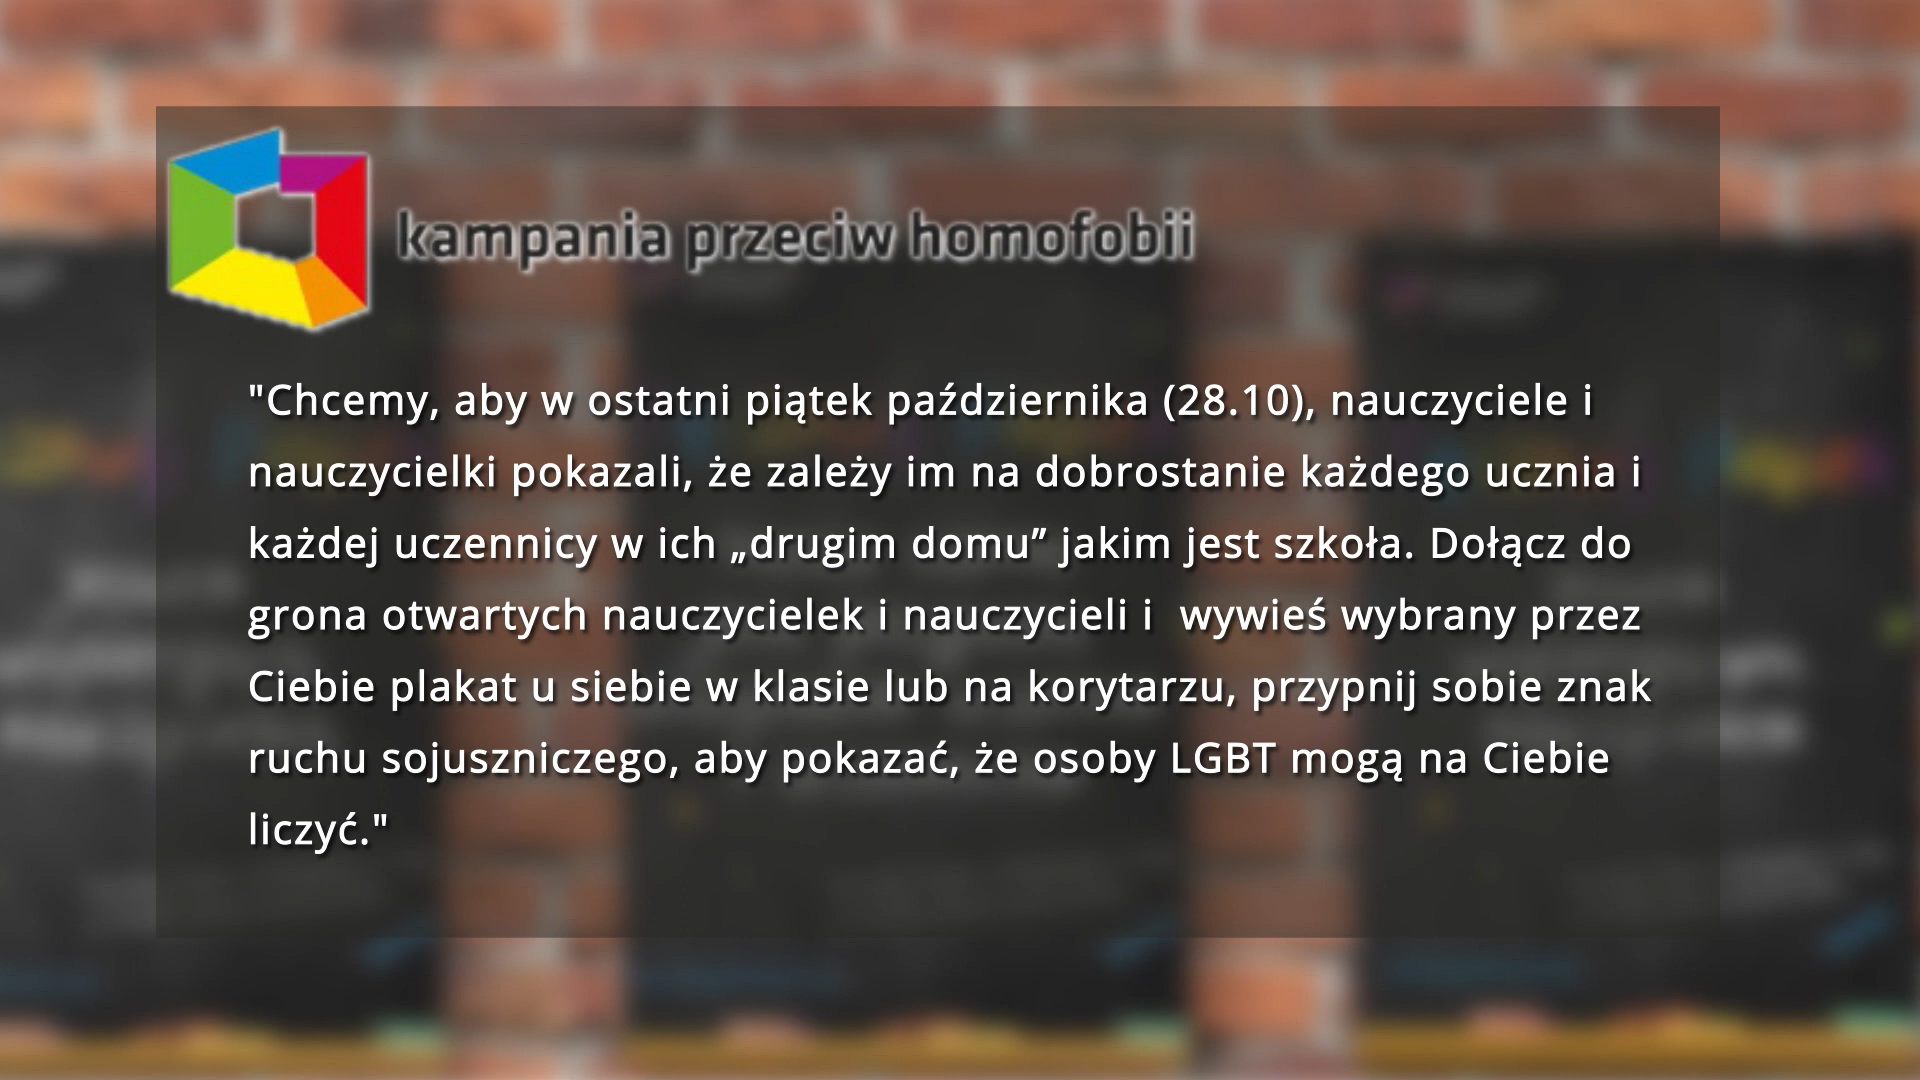 kampania przeciw homofobii
"Chcemy, aby w ostatni piątek października (28.10), nauczyciele i
nauczycielki pokazali, że zależy im na dobrostanie każdego ucznia i
każdej uczennicy w ich „drugim domu” jakim jest szkoła. Dołącz do
grona otwartych nauczycielek i nauczycieli i  wywieś wybrany przez
Ciebie plakat u siebie w klasie lub na korytarzu, przypnij sobie znak
ruchu sojuszniczego, aby pokazać, że osoby LGBT mogą na Ciebie
liczyć."